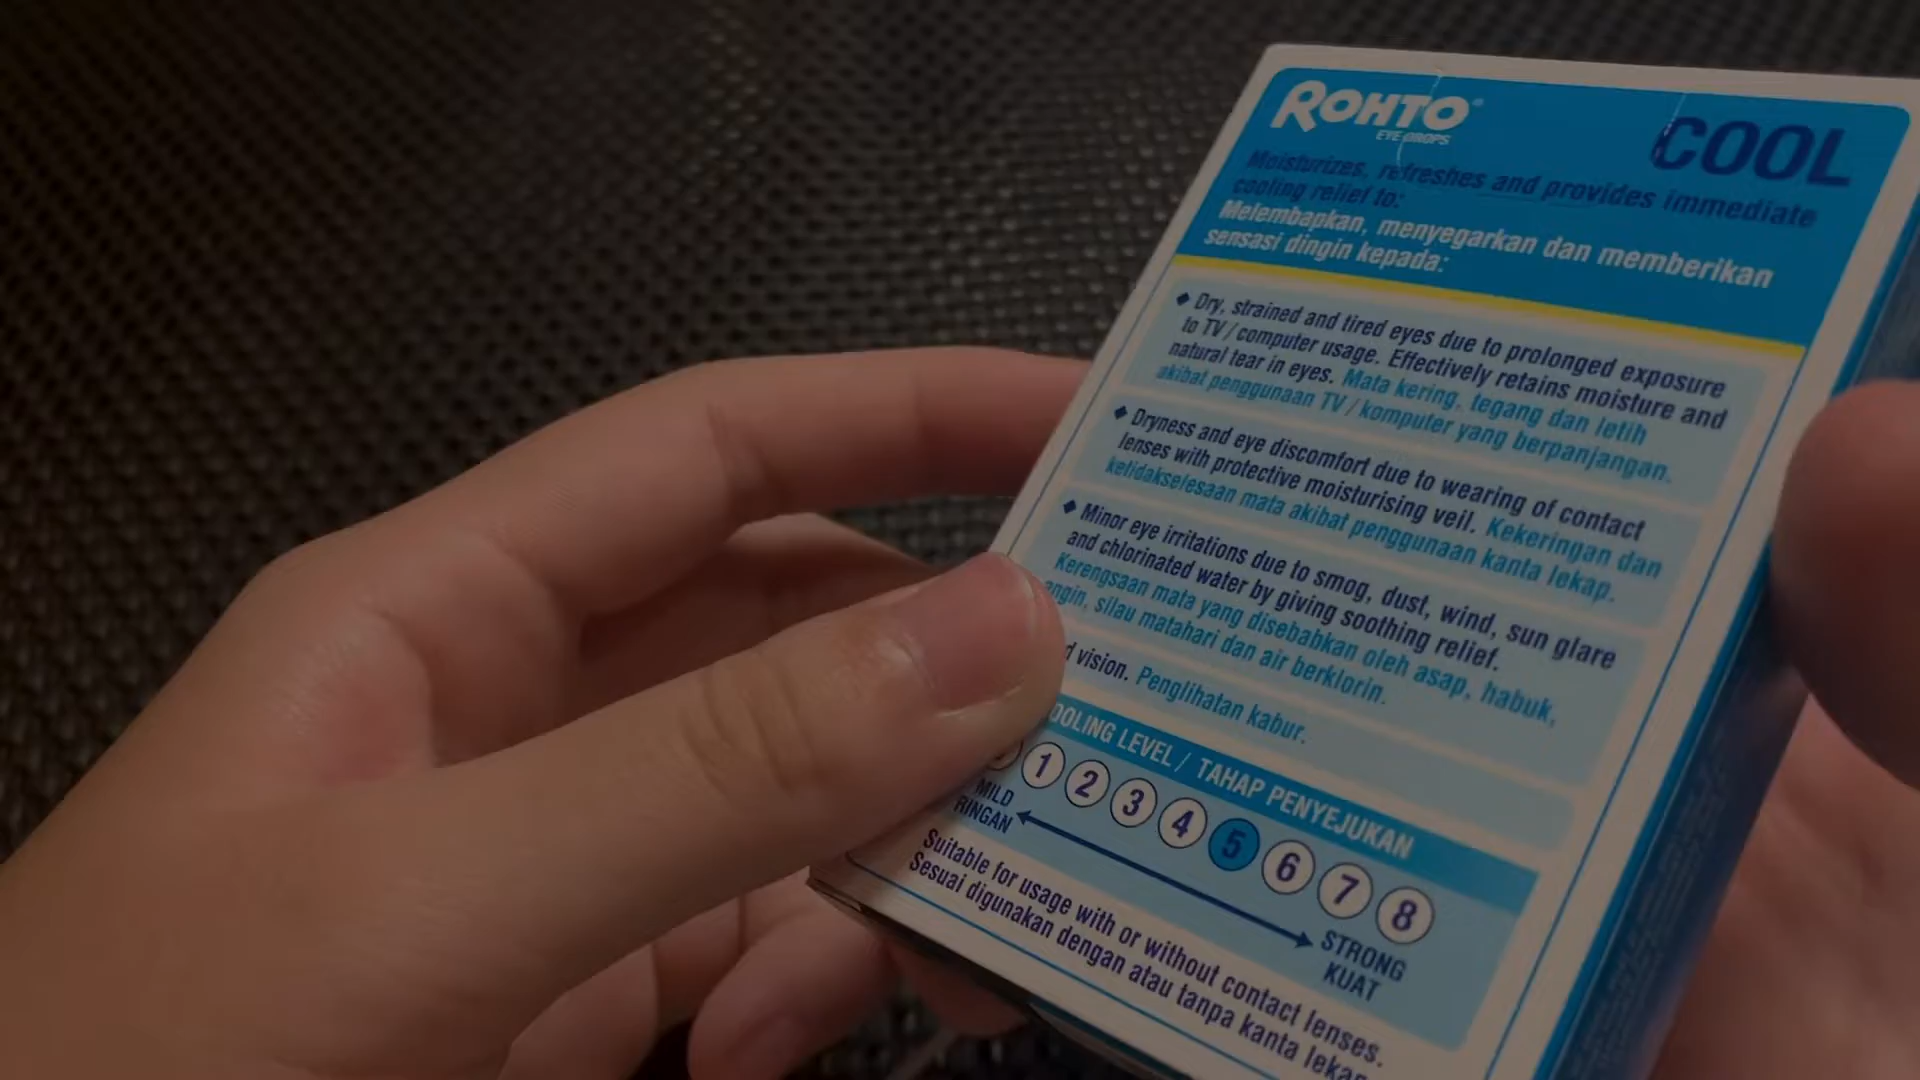 ROHTO®
EYE DROPS
COOL
Moisturizes, refreshes and provides immediate
cooling relief to:
Melembapkan, menyegarkan dan memberikan
sensasi dingin kepada:
◆ Dry, strained and tired eyes due to prolonged exposure
to TV / computer usage. Effectively retains moisture and
natural tear in eyes. Mata kering, tegang dan letih
akibat penggunaan TV / komputer yang berpanjangan.
◆ Dryness and eye discomfort due to wearing of contact
lenses with protective moisturising veil. Kekeringan dan
ketidakselesaan mata akibat penggunaan kanta lekap.
◆ Minor eye irritations due to smog, dust, wind, sun glare
and chlorinated water by giving soothing relief.
Kerengsaan mata yang disebabkan oleh asap, habuk,
angin, silau matahari dan air berklorin.
vision. Penglihatan kabur.
COOLING LEVEL / TAHAP PENYEJUKAN
1 2 3 4 5 6 7 8
MILD
RINGAN
STRONG
KUAT
Suitable for usage with or without contact lenses.
Sesuai digunakan dengan atau tanpa kanta lekap